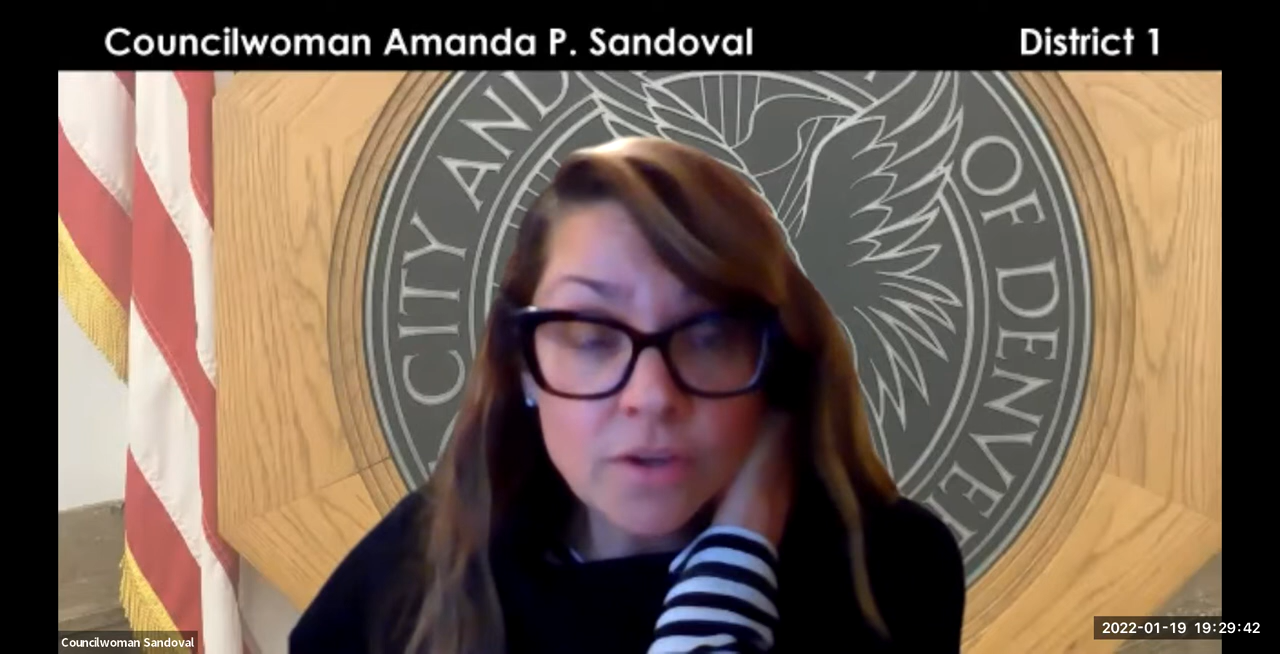 Councilwoman Amanda P. Sandoval
District 1
CITY AND
OF DENVE
Councilwoman Sandoval
2022-01-19 19:29:42